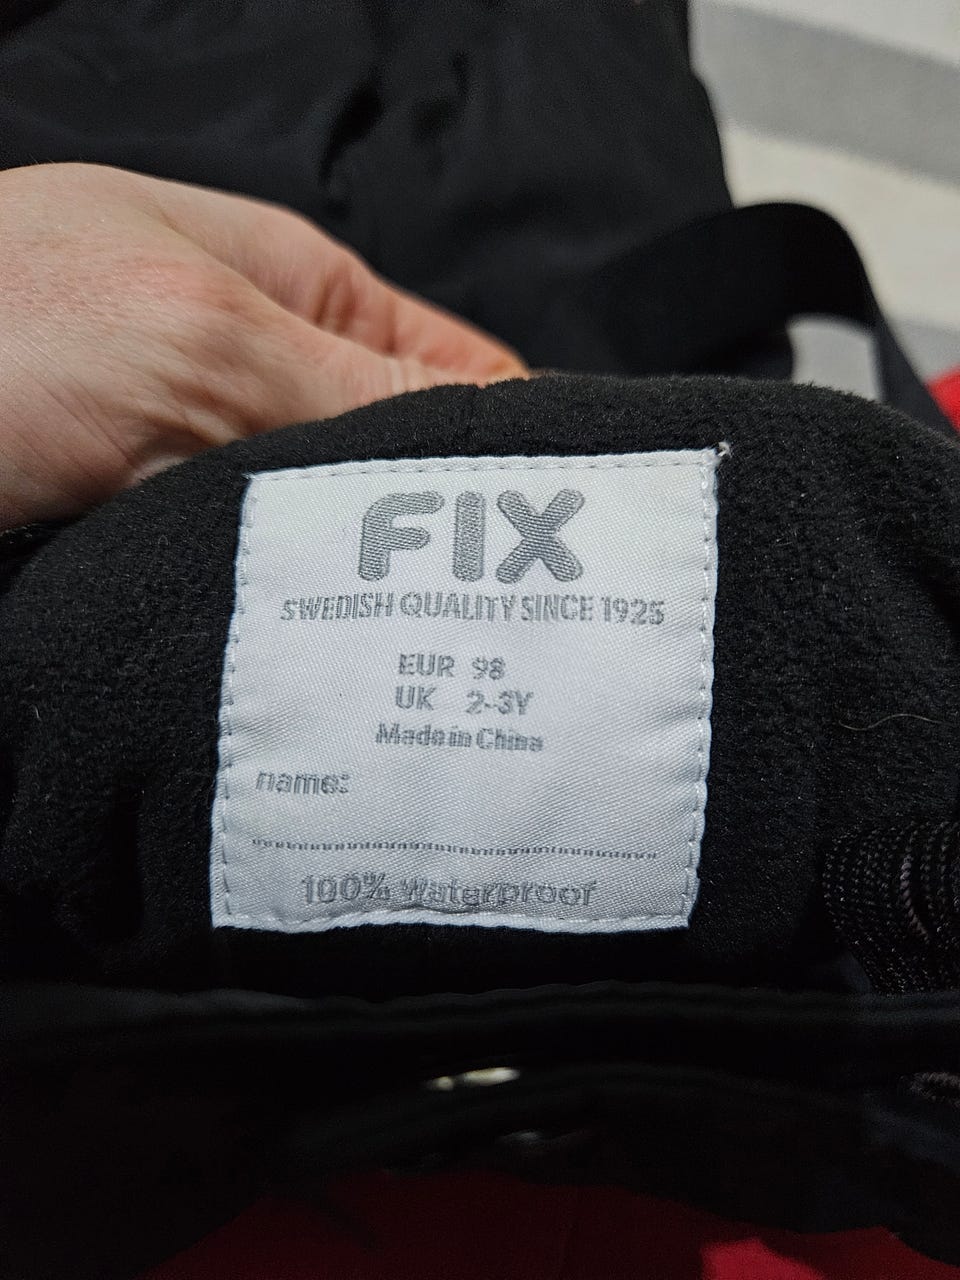 FIX
SWEDISH QUALITY SINCE 1925
EUR 98
UK 2-3Y
Made in China
name:
100% waterproof